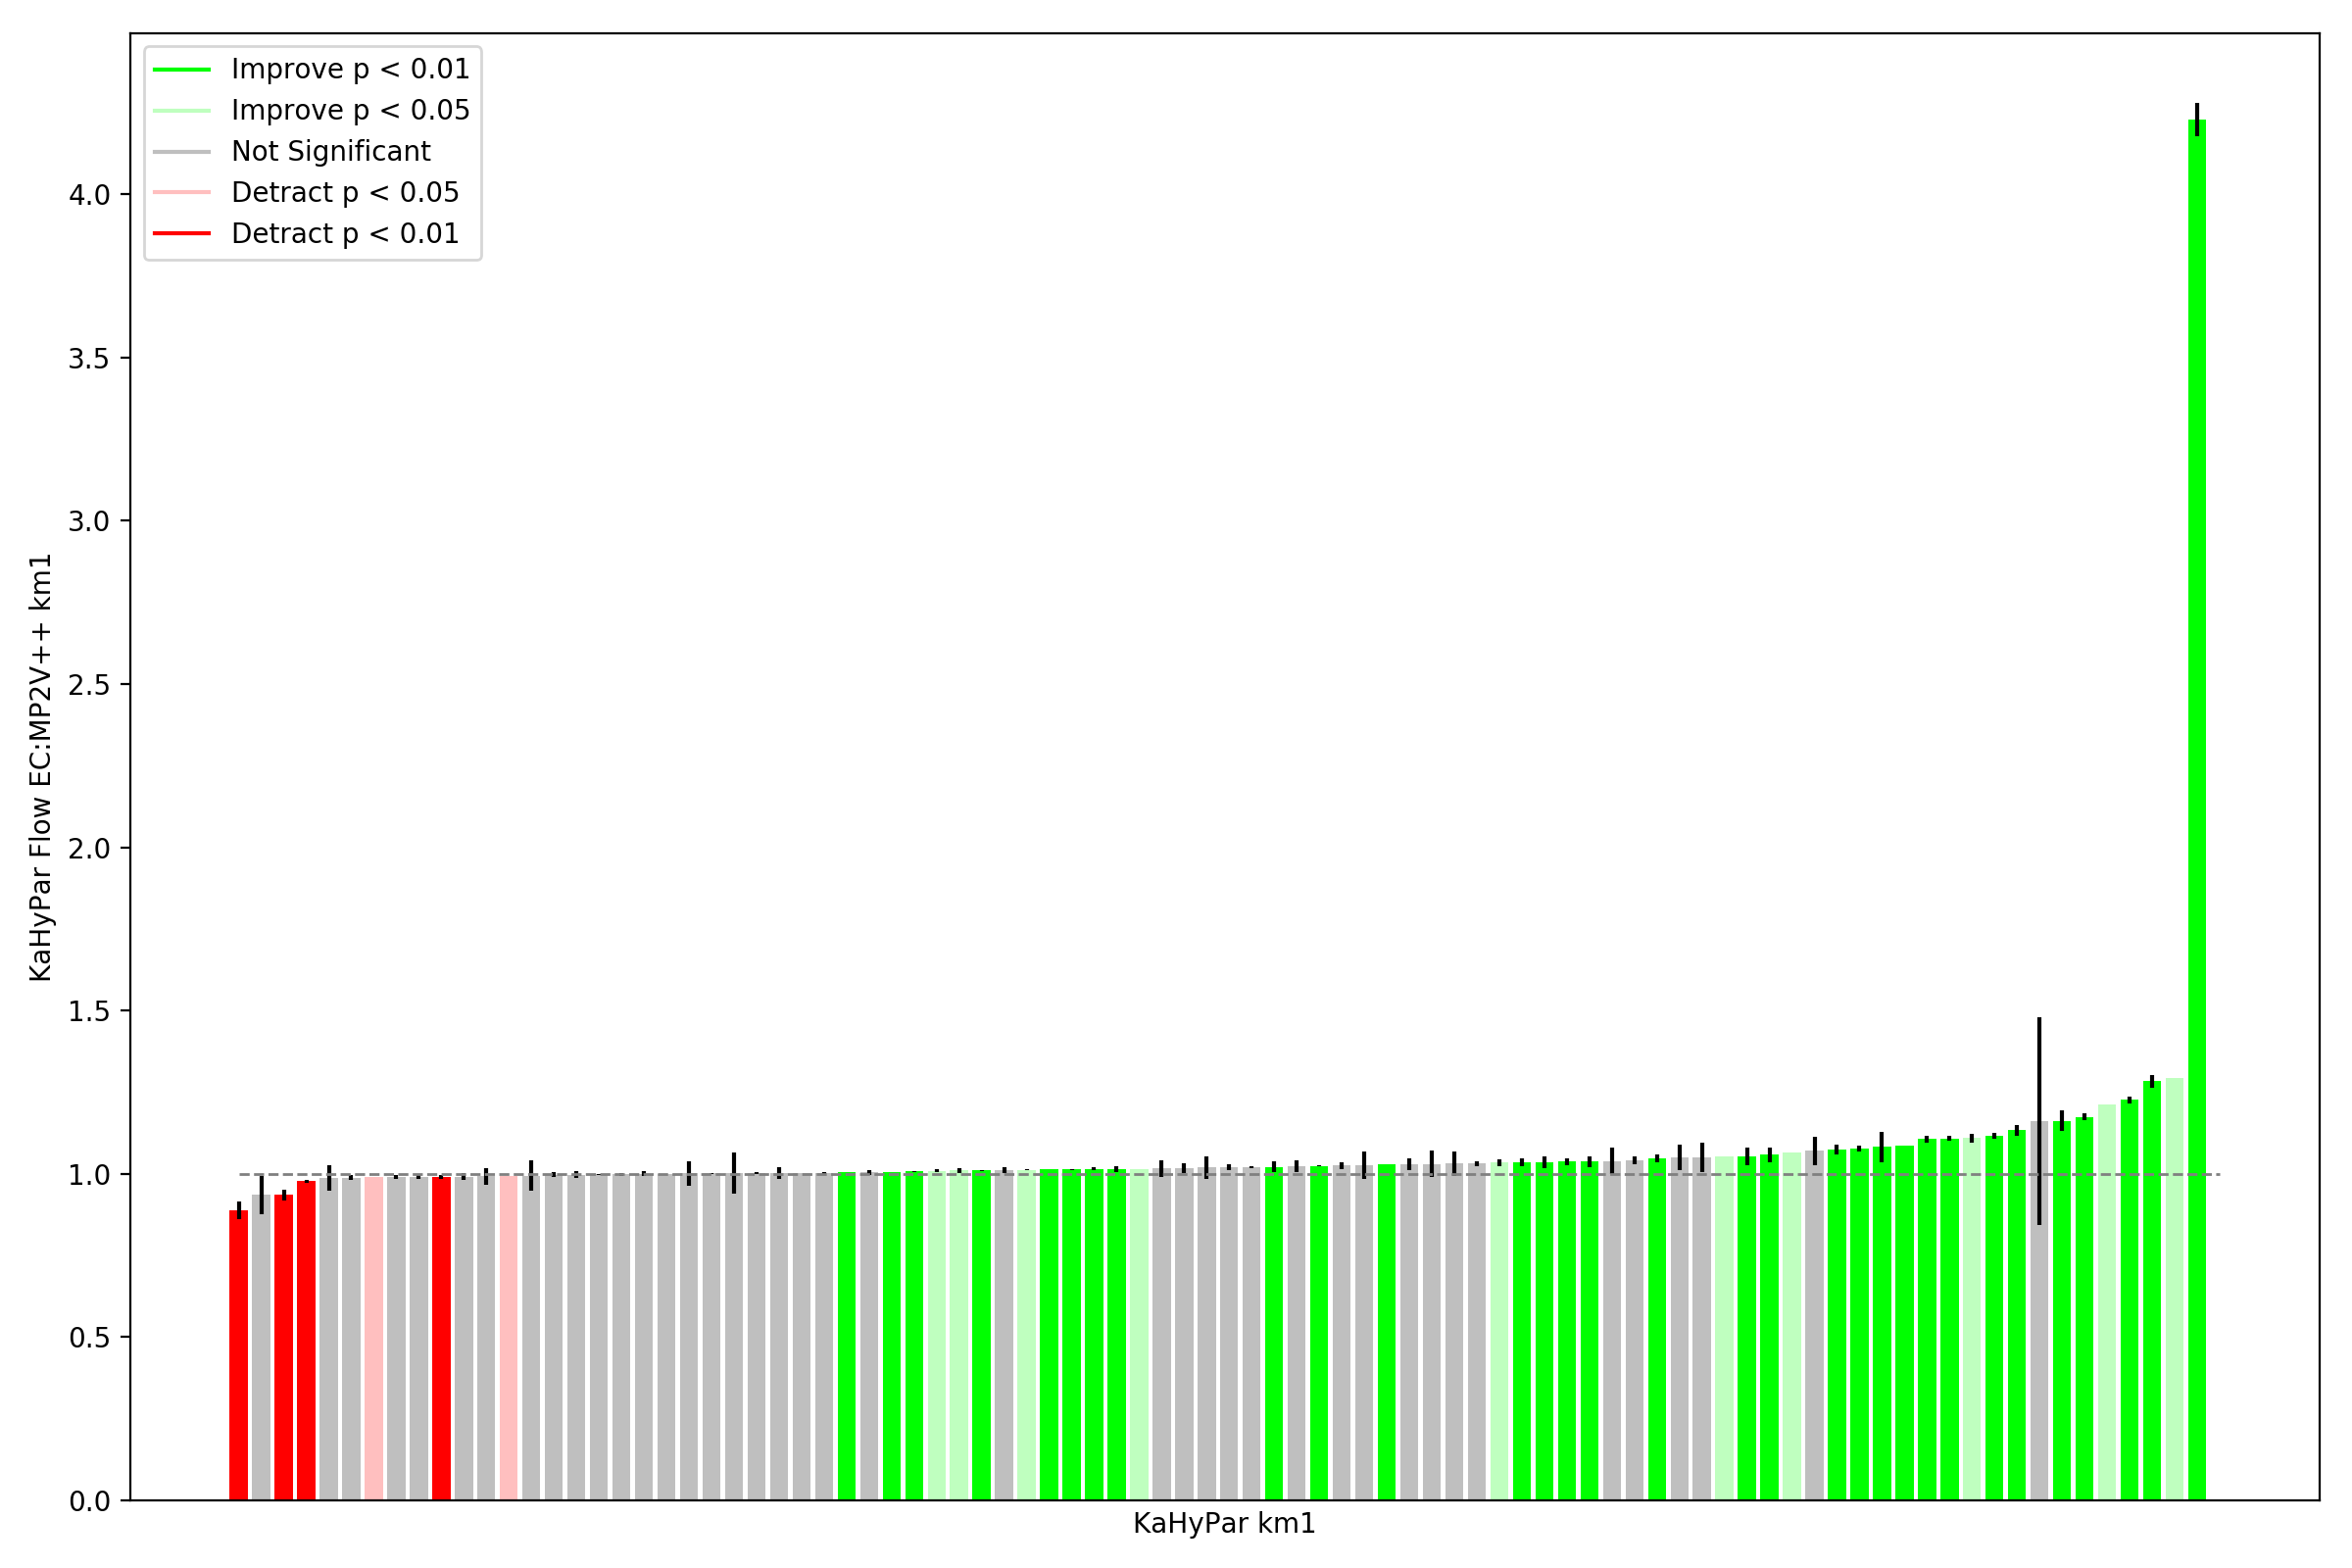 Improve p < 0.01
Improve p < 0.05
Not Significant
Detract p < 0.05
Detract p < 0.01
4.0
3.5
3.0
2.5
2.0
1.5
1.0
0.5
0.0
KaHyPar Flow EC:MP2V++ km1
KaHyPar km1